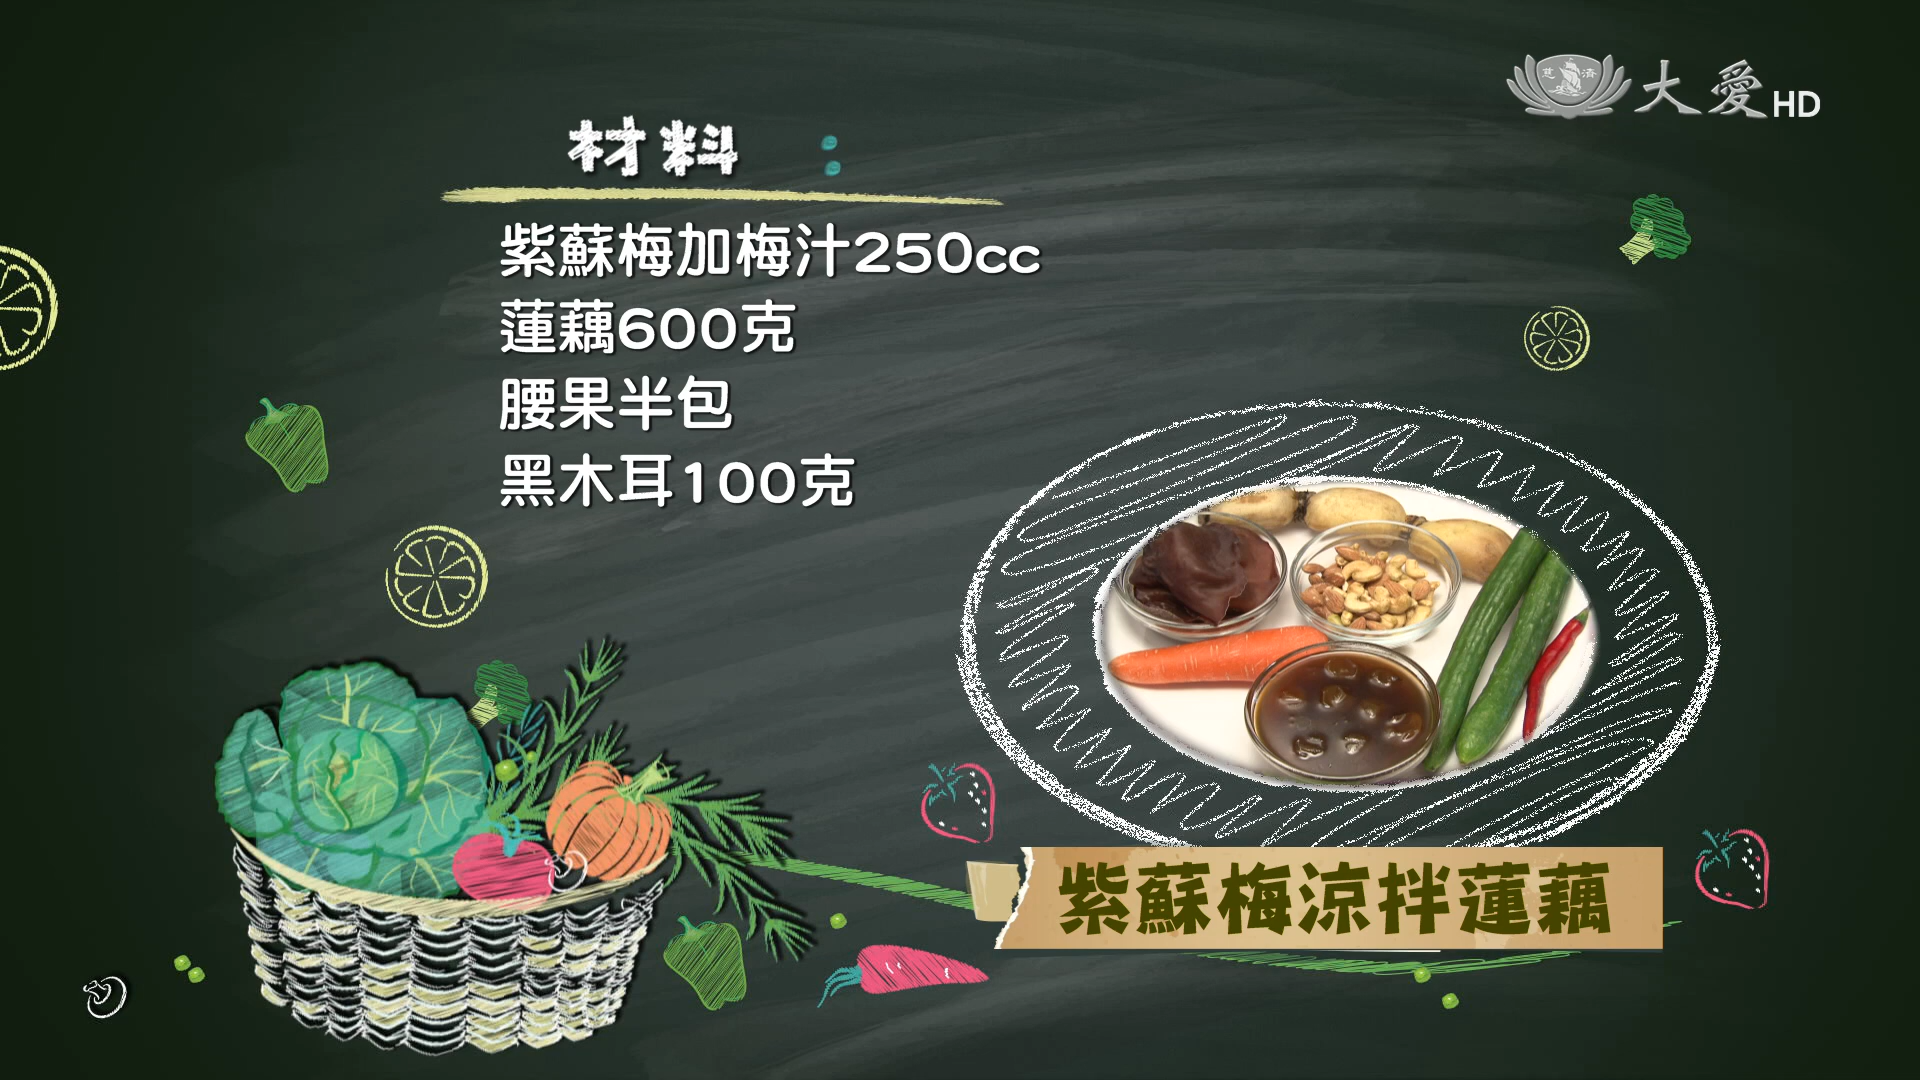 慈濟
大愛HD
材料：
紫蘇梅加梅汁250cc
蓮藕600克
腰果半包
黑木耳100克
紫蘇梅涼拌蓮藕